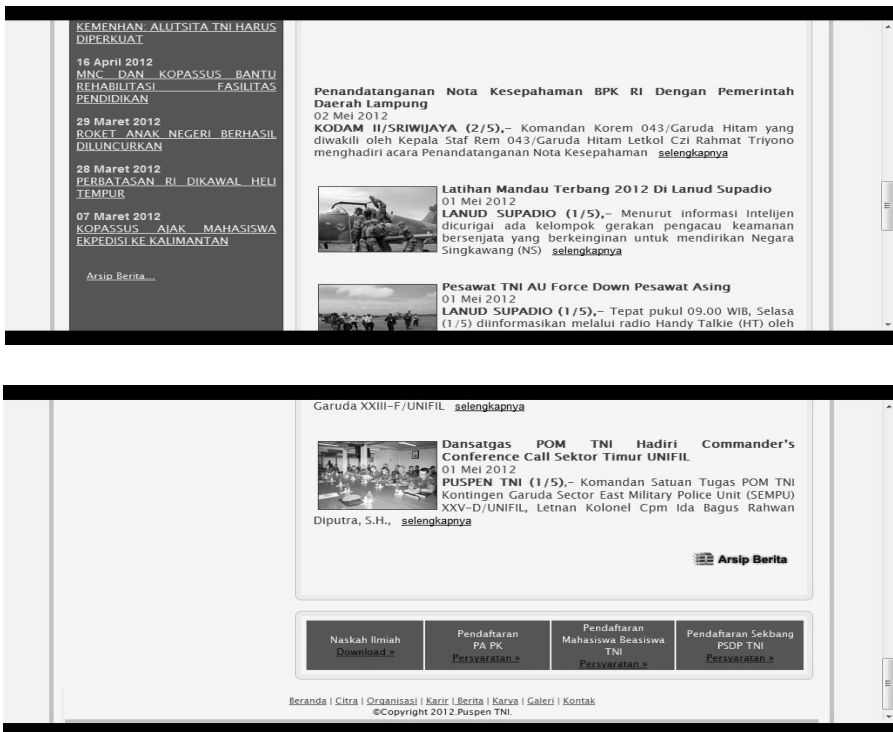 KEMENHAN: ALUTSITA TNI HARUS
DIPERKUAT
16 April 2012
MNC DAN KOPASSUS BANTU
REHABILITASI FASILITAS
PENDIDIKAN
29 Maret 2012
ROKET ANAK NEGERI BERHASIL
DILUNCURKAN
28 Maret 2012
PERBATASAN RI DIKAWAL HELI
TEMPUR
07 Maret 2012
KOPASSUS AJAK MAHASISWA
EKPEDISI KE KALIMANTAN
Arsip Berita...
Penandatanganan Nota Kesepahaman BPK RI Dengan Pemerintah
Daerah Lampung
02 Mei 2012
KODAM II/SRIWIJAYA (2/5),– Komandan Korem 043/Garuda Hitam yang
diwakili oleh Kepala Staf Rem 043/Garuda Hitam Letkol Czi Rahmat Triyono
menghadiri acara Penandatanganan Nota Kesepahaman selengkapnya
Latihan Mandau Terbang 2012 Di Lanud Supadio
01 Mei 2012
LANUD SUPADIO (1/5),– Menurut informasi Intelijen
dicurigai ada kelompok gerakan pengacau keamanan
bersenjata yang berkeinginan untuk mendirikan Negara
Singkawang (NS) selengkapnya
Pesawat TNI AU Force Down Pesawat Asing
01 Mei 2012
LANUD SUPADIO (1/5),– Tepat pukul 09.00 WIB, Selasa
(1/5) diinformasikan melalui radio Handy Talkie (HT) oleh
Garuda XXIII-F/UNIFIL selengkapnya
Dansatgas POM TNI Hadiri Commander's
Conference Call Sektor Timur UNIFIL
01 Mei 2012
PUSPEN TNI (1/5),– Komandan Satuan Tugas POM TNI
Kontingen Garuda Sector East Military Police Unit (SEMPU)
XXV-D/UNIFIL, Letnan Kolonel Cpm Ida Bagus Rahwan
Diputra, S.H., selengkapnya
Arsip Berita
Naskah Ilmiah
Download »
Pendaftaran
PA PK
Persyaratan »
Pendaftaran
Mahasiswa Beasiswa
TNI
Persyaratan »
Pendaftaran Sekbang
PSDP TNI
Persyaratan »
Beranda | Citra | Organisasi | Karir | Berita | Karya | Galeri | Kontak
©Copyright 2012.Puspen TNI.